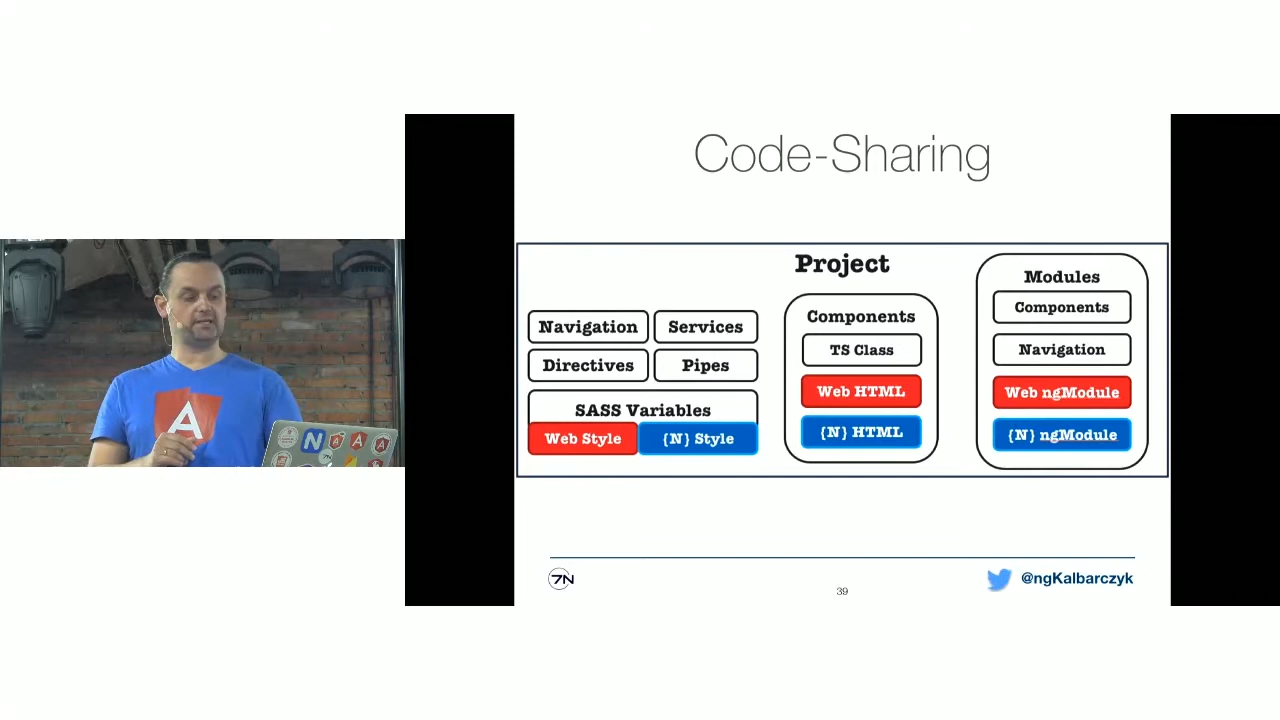 Code-Sharing
Project
Navigation
Services
Directives
Pipes
SASS Variables
Web Style
{N} Style
Components
TS Class
Web HTML
{N} HTML
Modules
Components
Navigation
Web ngModule
{N} ngModule
7N
39
@ngKalbarczyk
A
N